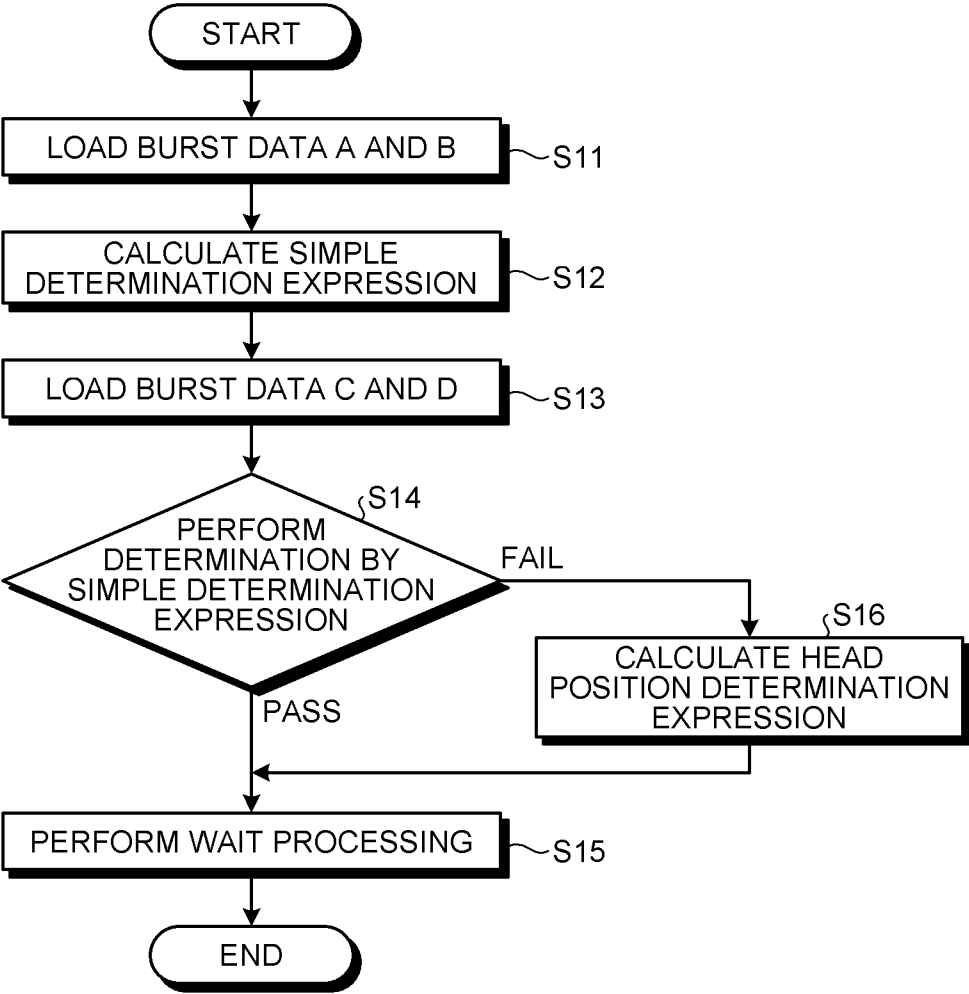 START
LOAD BURST DATA A AND B
S11
CALCULATE SIMPLE
DETERMINATION EXPRESSION
S12
LOAD BURST DATA C AND D
S13
S14
PERFORM
DETERMINATION BY
SIMPLE DETERMINATION
EXPRESSION
FAIL
S16
CALCULATE HEAD
POSITION DETERMINATION
EXPRESSION
PASS
PERFORM WAIT PROCESSING
S15
END